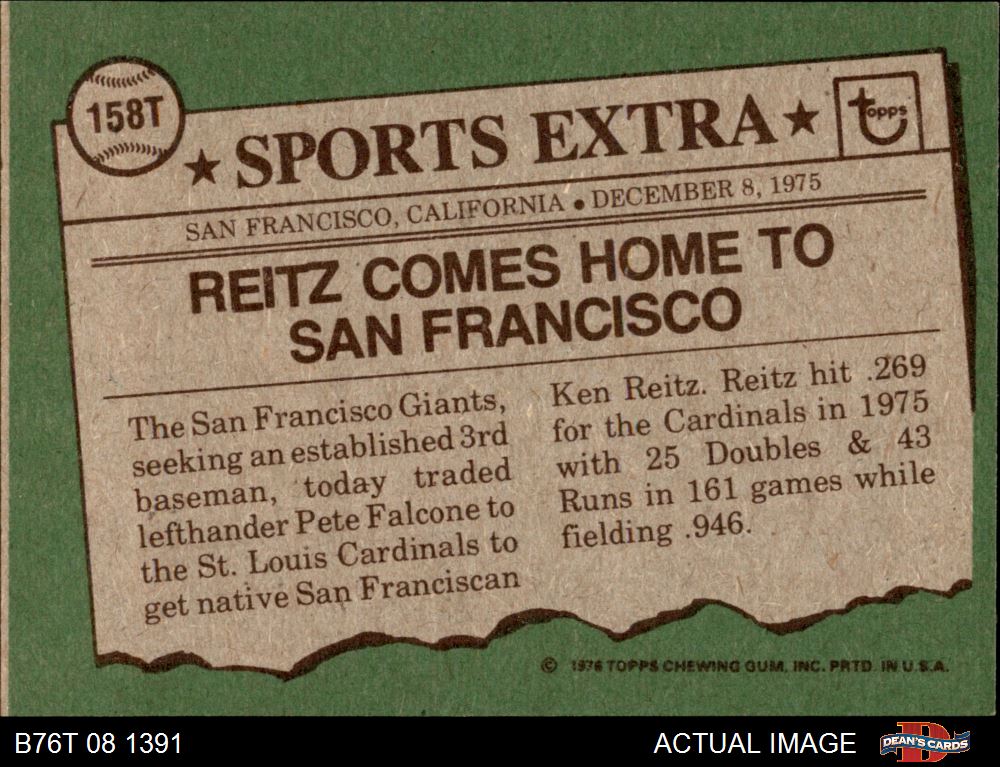 158T
★ SPORTS EXTRA ★
Topps
SAN FRANCISCO, CALIFORNIA • DECEMBER 8, 1975
REITZ COMES HOME TO
SAN FRANCISCO
The San Francisco Giants,
seeking an established 3rd
baseman, today traded
lefthander Pete Falcone to
the St. Louis Cardinals to
get native San Franciscan
Ken Reitz. Reitz hit .269
for the Cardinals in 1975
with 25 Doubles & 43
Runs in 161 games while
fielding .946.
© 1976 TOPPS CHEWING GUM, INC. PRTD. IN U.S.A.
B76T 08 1391
ACTUAL IMAGE
DEAN'S CARDS